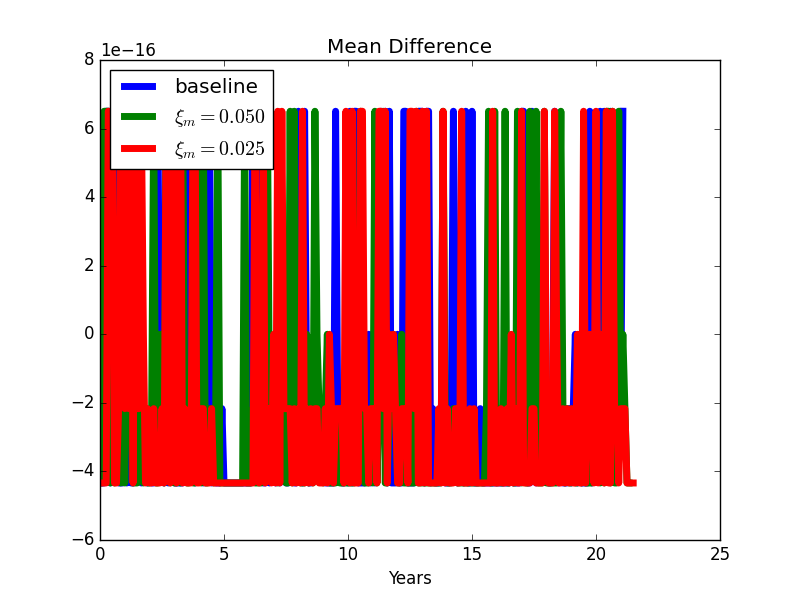 Mean Difference
1e−16
8
6
4
2
0
−2
−4
−6
baseline
ξₘ = 0.050
ξₘ = 0.025
0 5 10 15 20 25
Years